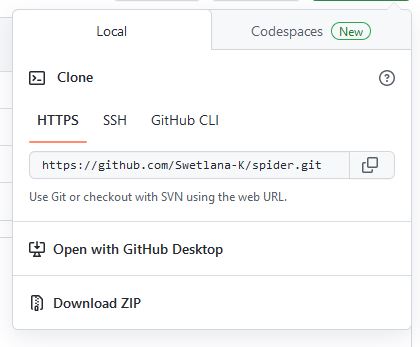 Local
Codespaces New
Clone
HTTPS SSH GitHub CLI
https://github.com/Swetlana-K/spider.git
Use Git or checkout with SVN using the web URL.
Open with GitHub Desktop
Download ZIP